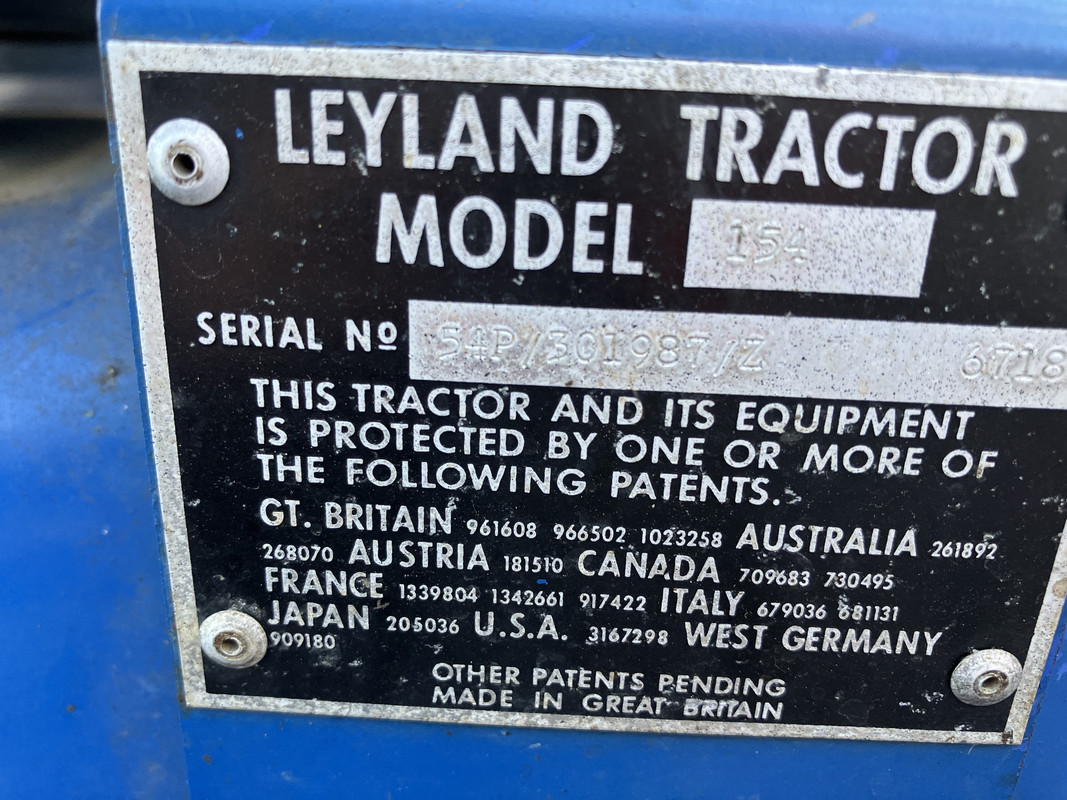 LEYLAND TRACTOR
MODEL 154
SERIAL Nº 54P/301987/Z 6718
THIS TRACTOR AND ITS EQUIPMENT
IS PROTECTED BY ONE OR MORE OF
THE FOLLOWING PATENTS.
GT. BRITAIN 961608 966502 1023258 AUSTRALIA 261892
268070 AUSTRIA 181510 CANADA 709683 730495
FRANCE 1339804 1342661 917422 ITALY 679036 681131
JAPAN 205036 U.S.A. 3167298 WEST GERMANY
909180
OTHER PATENTS PENDING
MADE IN GREAT BRITAIN